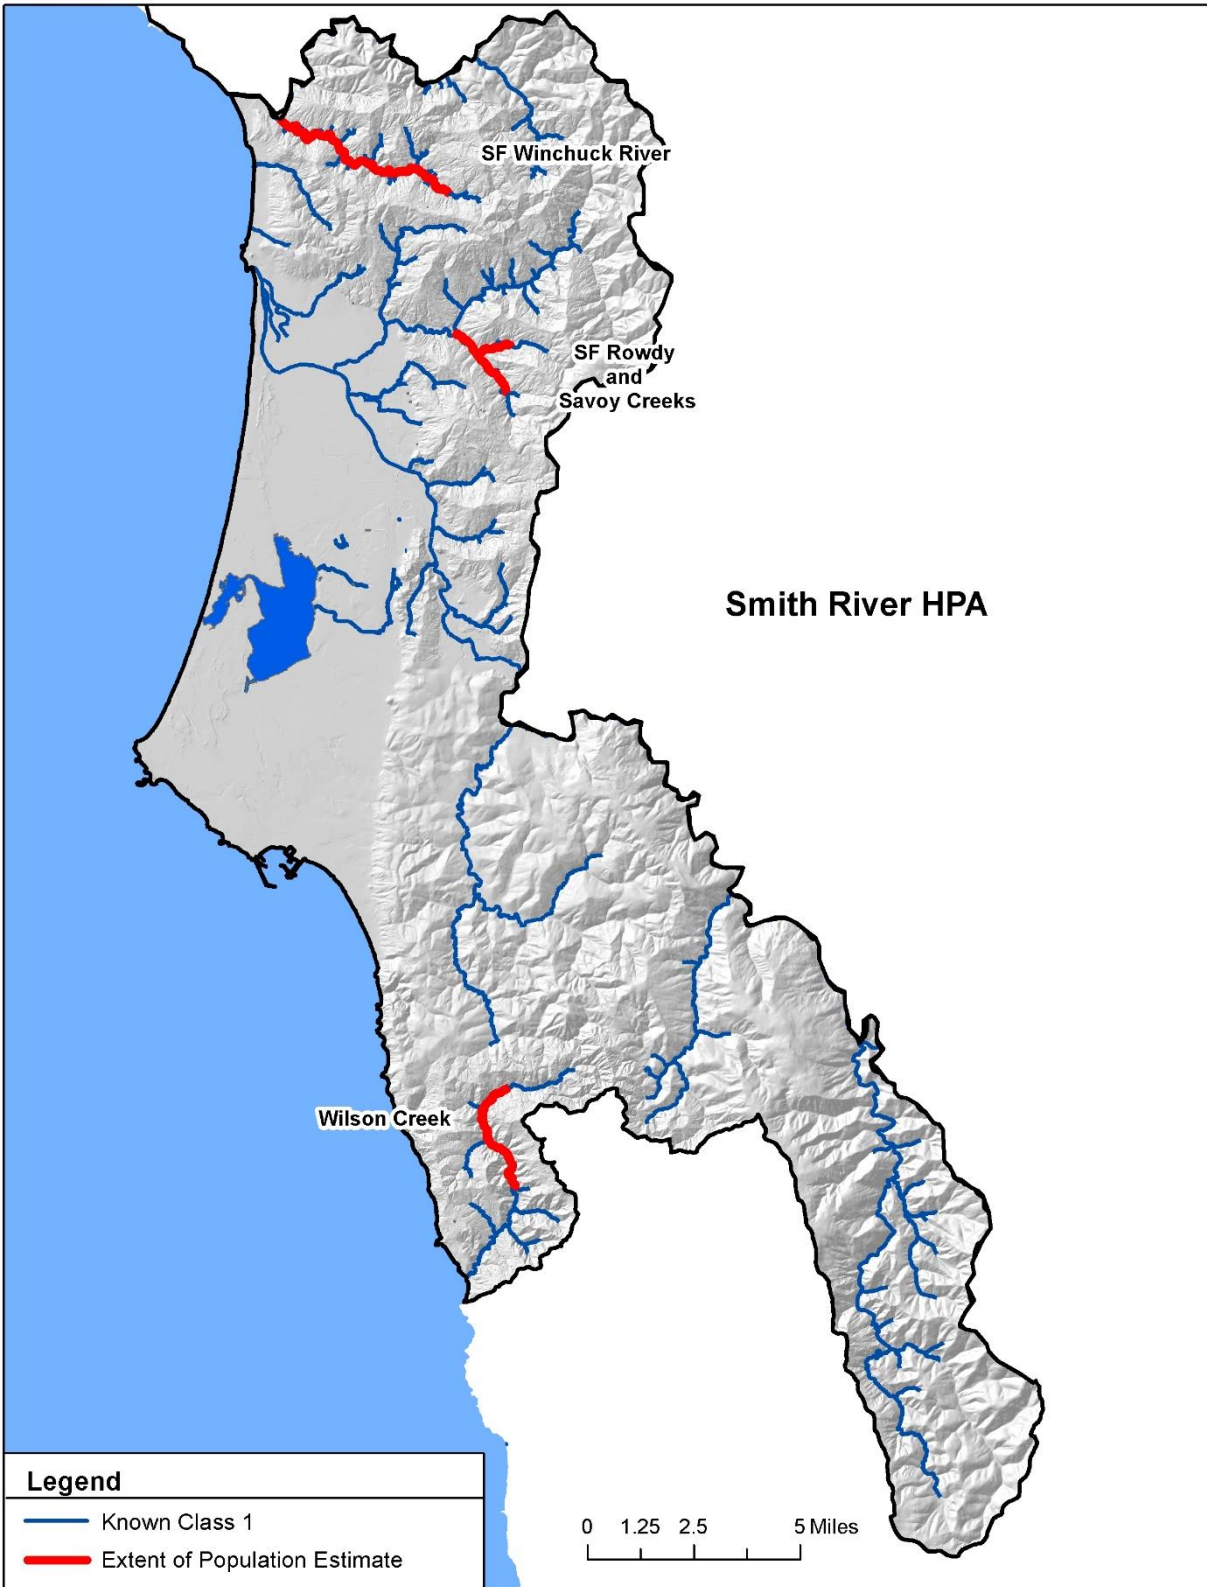 SF Winchuck River
SF Rowdy
and
Savoy Creeks
Smith River HPA
Wilson Creek
Legend
Known Class 1
Extent of Population Estimate
0 1.25 2.5 5 Miles